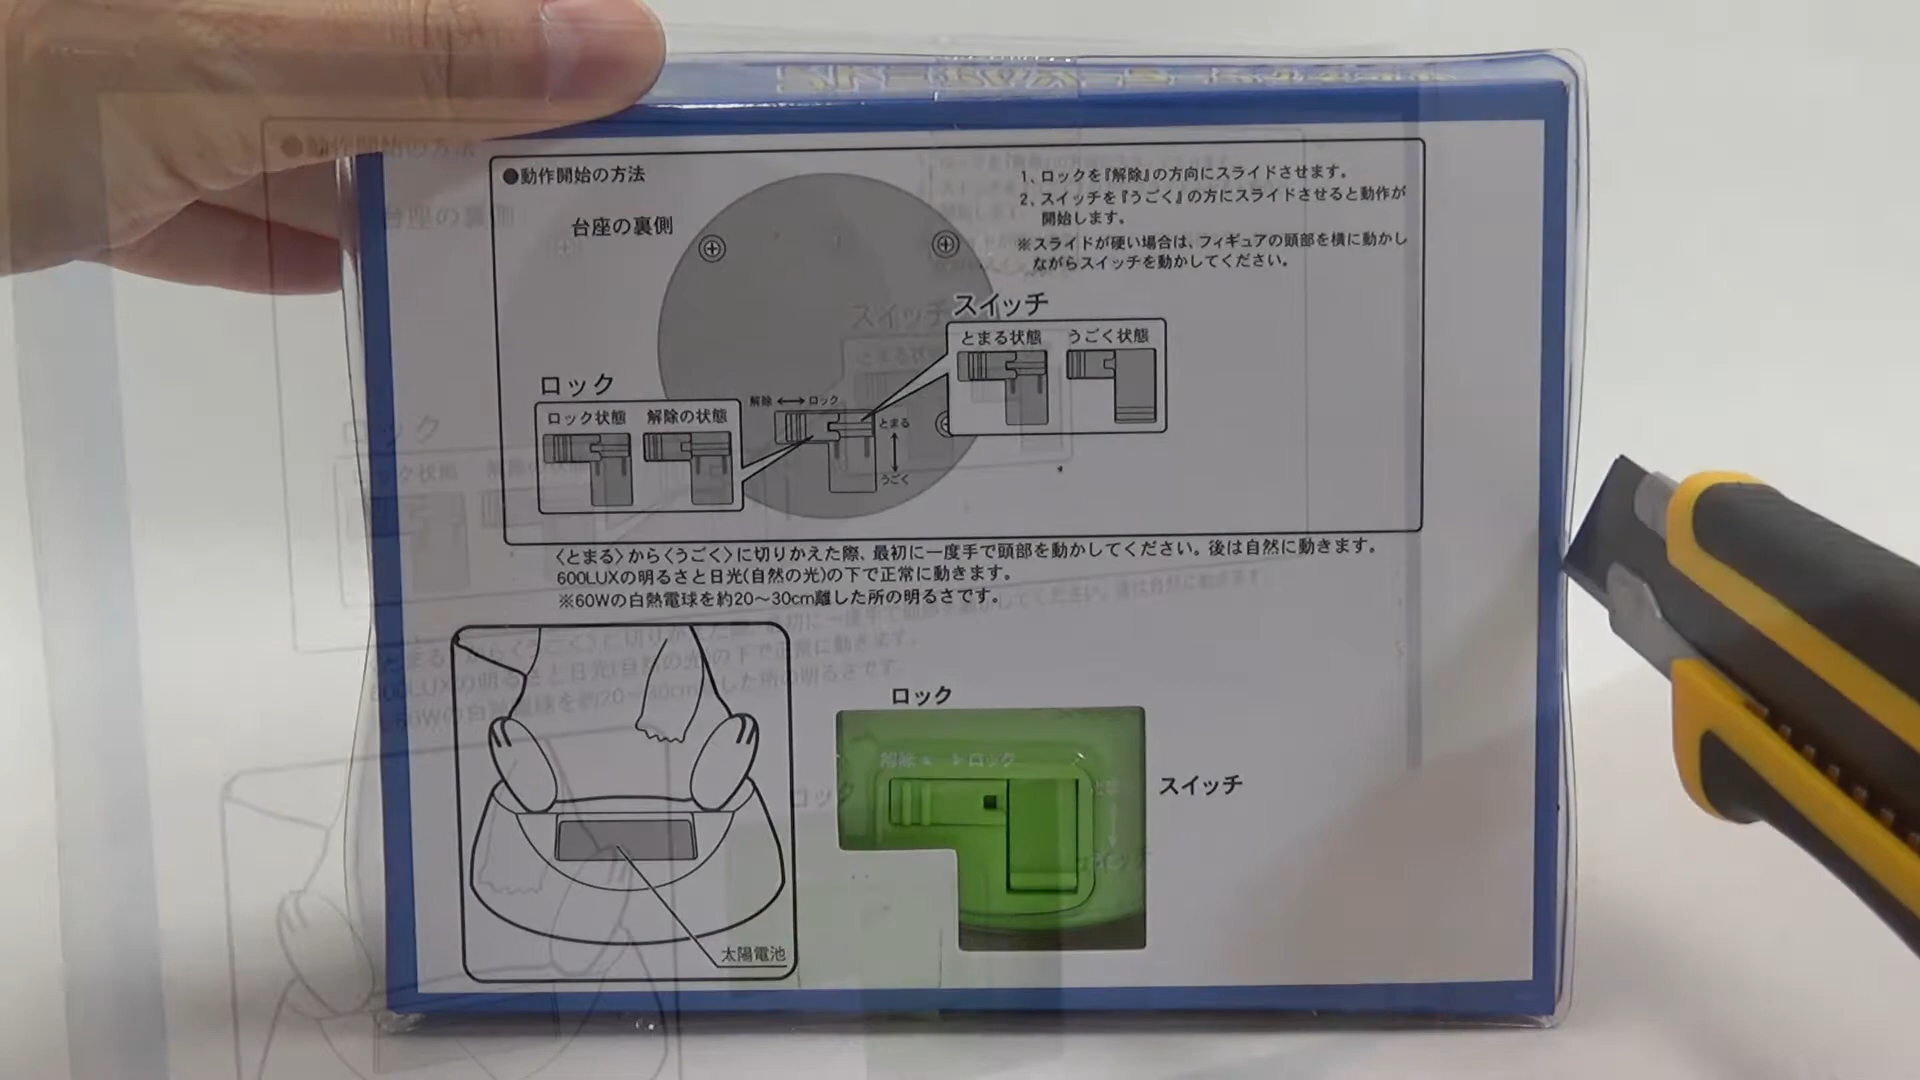 ●動作開始の方法
台座の裏側
1、ロックを『解除』の方向にスライドさせます。
2、スイッチを『うごく』の方にスライドさせると動作が
開始します。
※スライドが硬い場合は、フィギュアの頭部を横に動かし
ながらスイッチを動かしてください。
スイッチ
とまる状態 うごく状態
ロック
ロック状態 解除の状態
解除 ⟷ ロック
とまる
うごく
〈とまる〉から〈うごく〉に切りかえた際、最初に一度手で頭部を動かしてください。後は自然に動きます。
600LUXの明るさと日光(自然の光)の下で正常に動きます。
※60Wの白熱電球を約20〜30cm離した所の明るさです。
太陽電池
ロック
解除 ロック
スイッチ